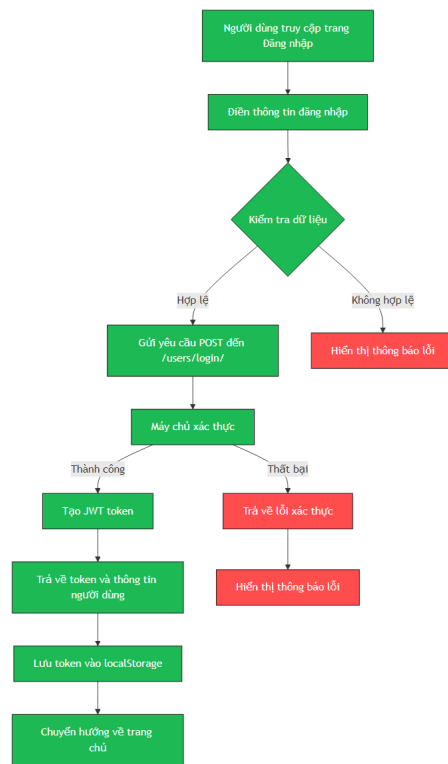 Người dùng truy cập trang
Đăng nhập
Điền thông tin đăng nhập
Kiểm tra dữ liệu
Hợp lệ
Không hợp lệ
Gửi yêu cầu POST đến
/users/login/
Hiển thị thông báo lỗi
Máy chủ xác thực
Thành công
Thất bại
Tạo JWT token
Trả về lỗi xác thực
Trả về token và thông tin
người dùng
Hiển thị thông báo lỗi
Lưu token vào localStorage
Chuyển hướng về trang
chủ